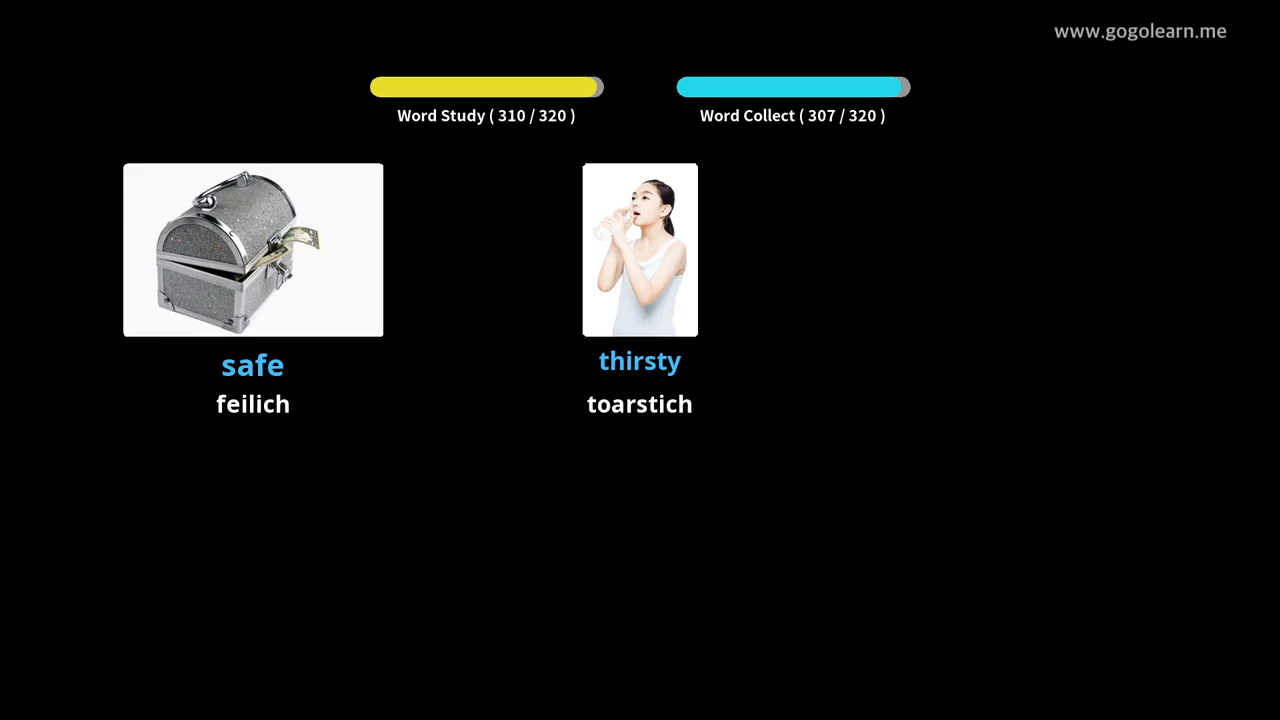 www.gogolearn.me
Word Study ( 310 / 320 )
Word Collect ( 307 / 320 )
safe
feilich
thirsty
toarstich